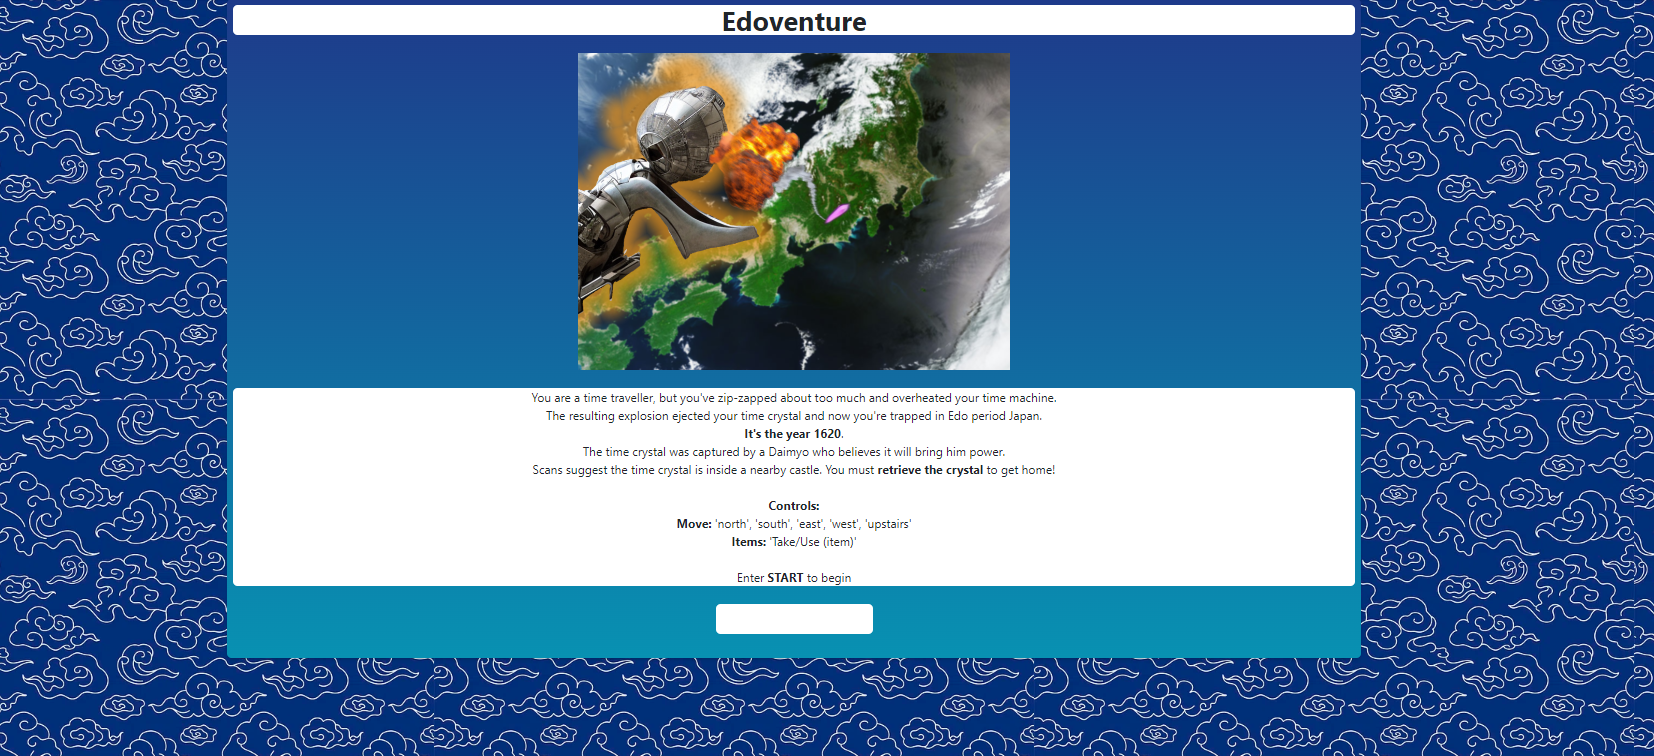 Edoventure
You are a time traveller, but you've zip-zapped about too much and overheated your time machine.
The resulting explosion ejected your time crystal and now you're trapped in Edo period Japan.
It's the year 1620.
The time crystal was captured by a Daimyo who believes it will bring him power.
Scans suggest the time crystal is inside a nearby castle. You must retrieve the crystal to get home!
Controls:
Move: 'north', 'south', 'east', 'west', 'upstairs'
Items: 'Take/Use (item)'
Enter START to begin